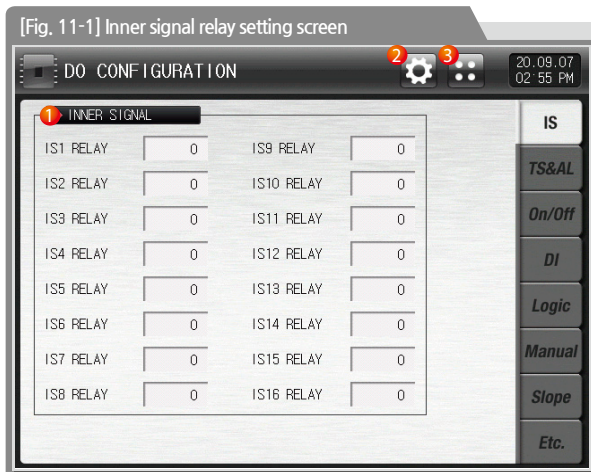 [Fig. 11-1] Inner signal relay setting screen
DO CONFIGURATION
2
3
20.09.07
02:55 PM
1 INNER SIGNAL
IS1 RELAY 0 IS9 RELAY 0
IS2 RELAY 0 IS10 RELAY 0
IS3 RELAY 0 IS11 RELAY 0
IS4 RELAY 0 IS12 RELAY 0
IS5 RELAY 0 IS13 RELAY 0
IS6 RELAY 0 IS14 RELAY 0
IS7 RELAY 0 IS15 RELAY 0
IS8 RELAY 0 IS16 RELAY 0
IS
TS&AL
On/Off
DI
Logic
Manual
Slope
Etc.